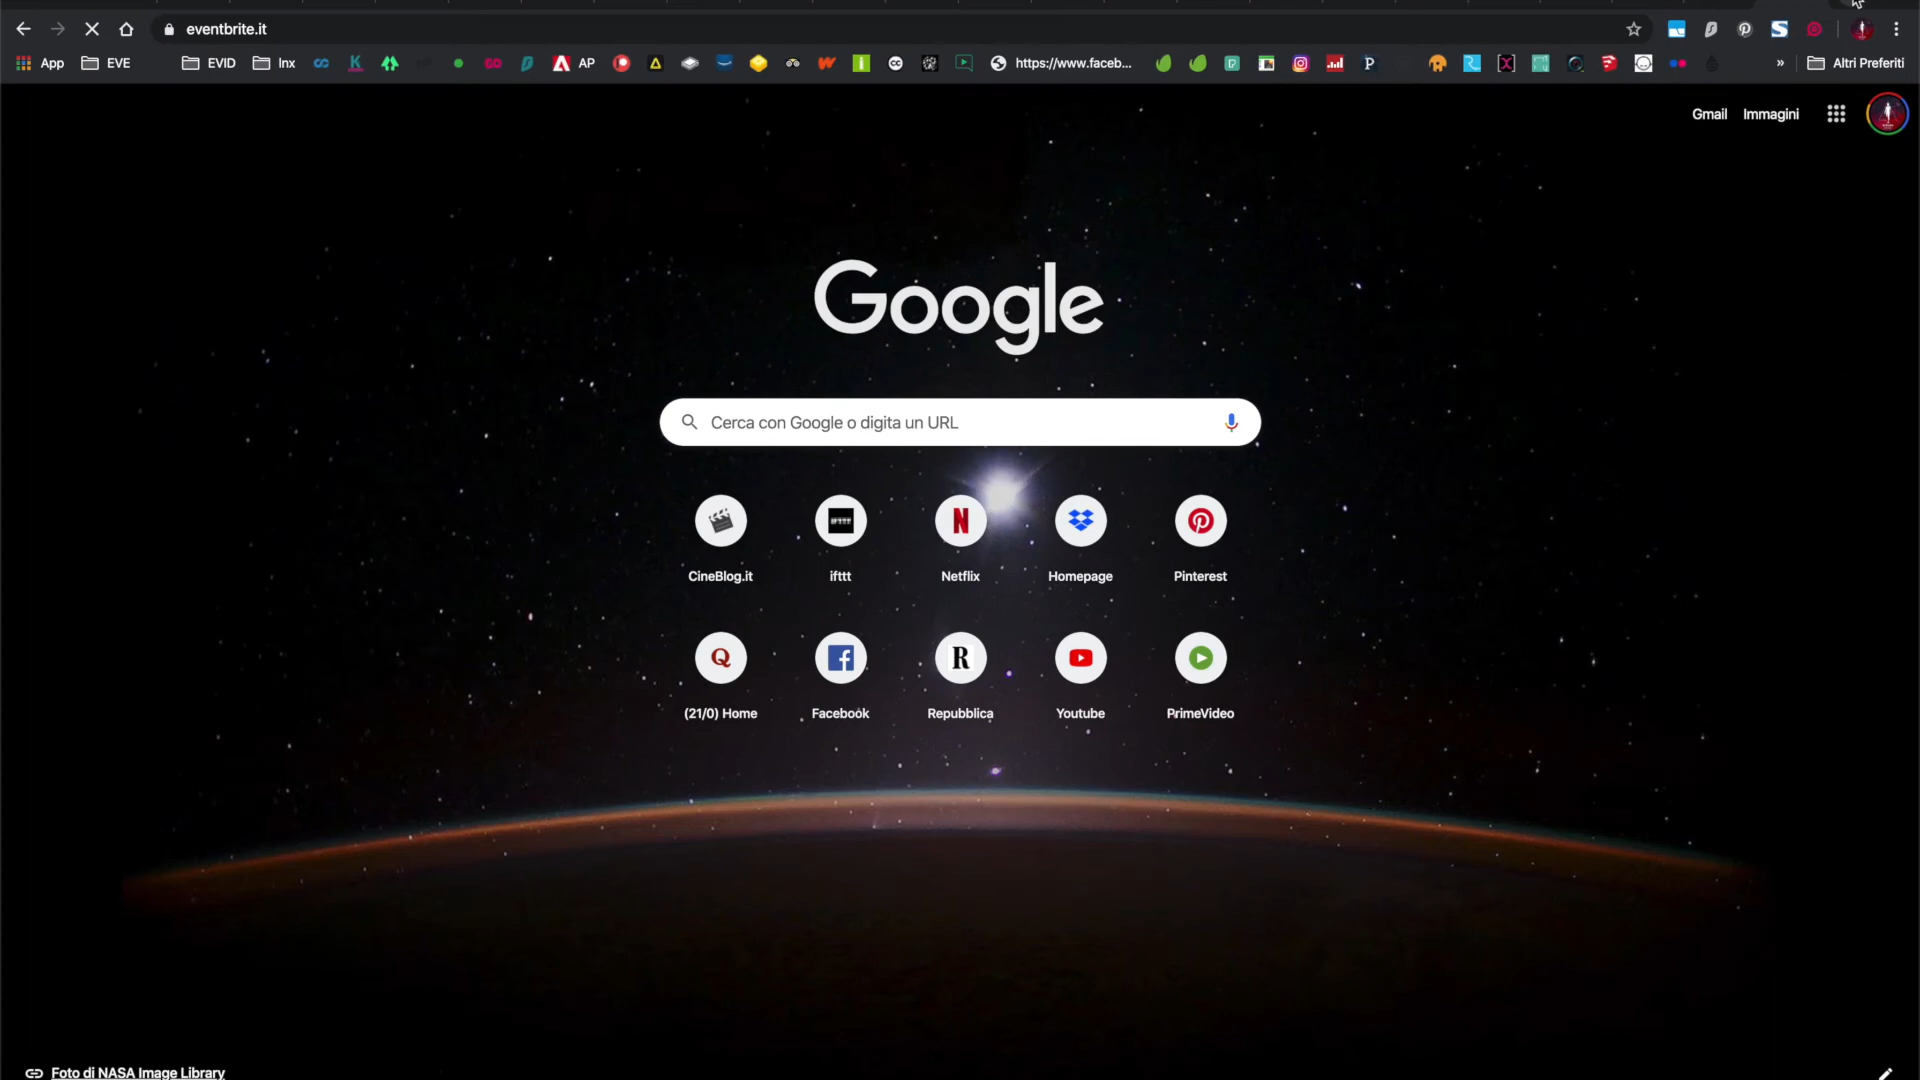 eventbrite.it
App EVE EVID Inx AP https://www.faceb... » Altri Preferiti
Gmail Immagini
Google
Cerca con Google o digita un URL
CineBlog.it ifttt Netflix Homepage Pinterest
(21/0) Home Facebook Repubblica Youtube PrimeVideo
Foto di NASA Image Library